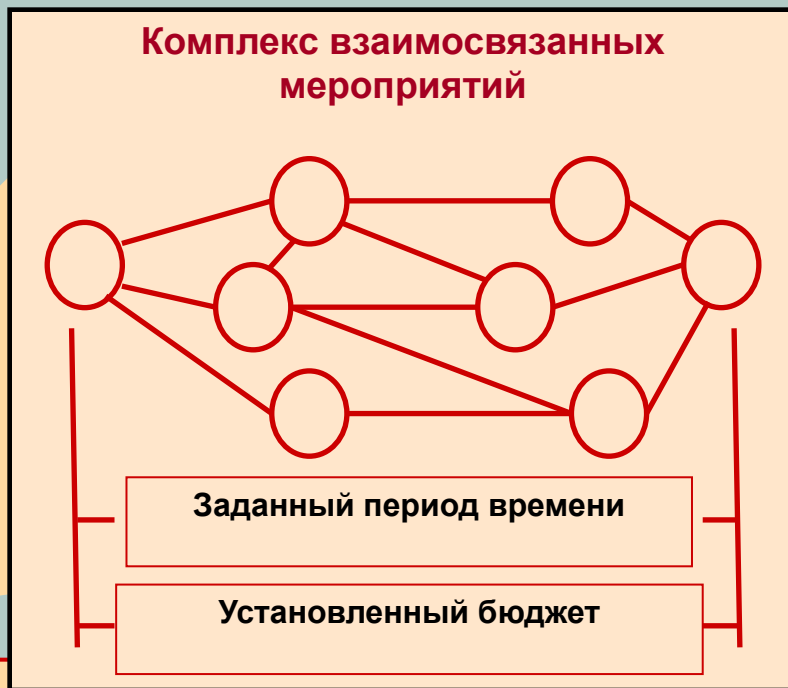 Комплекс взаимосвязанных
мероприятий
Заданный период времени
Установленный бюджет